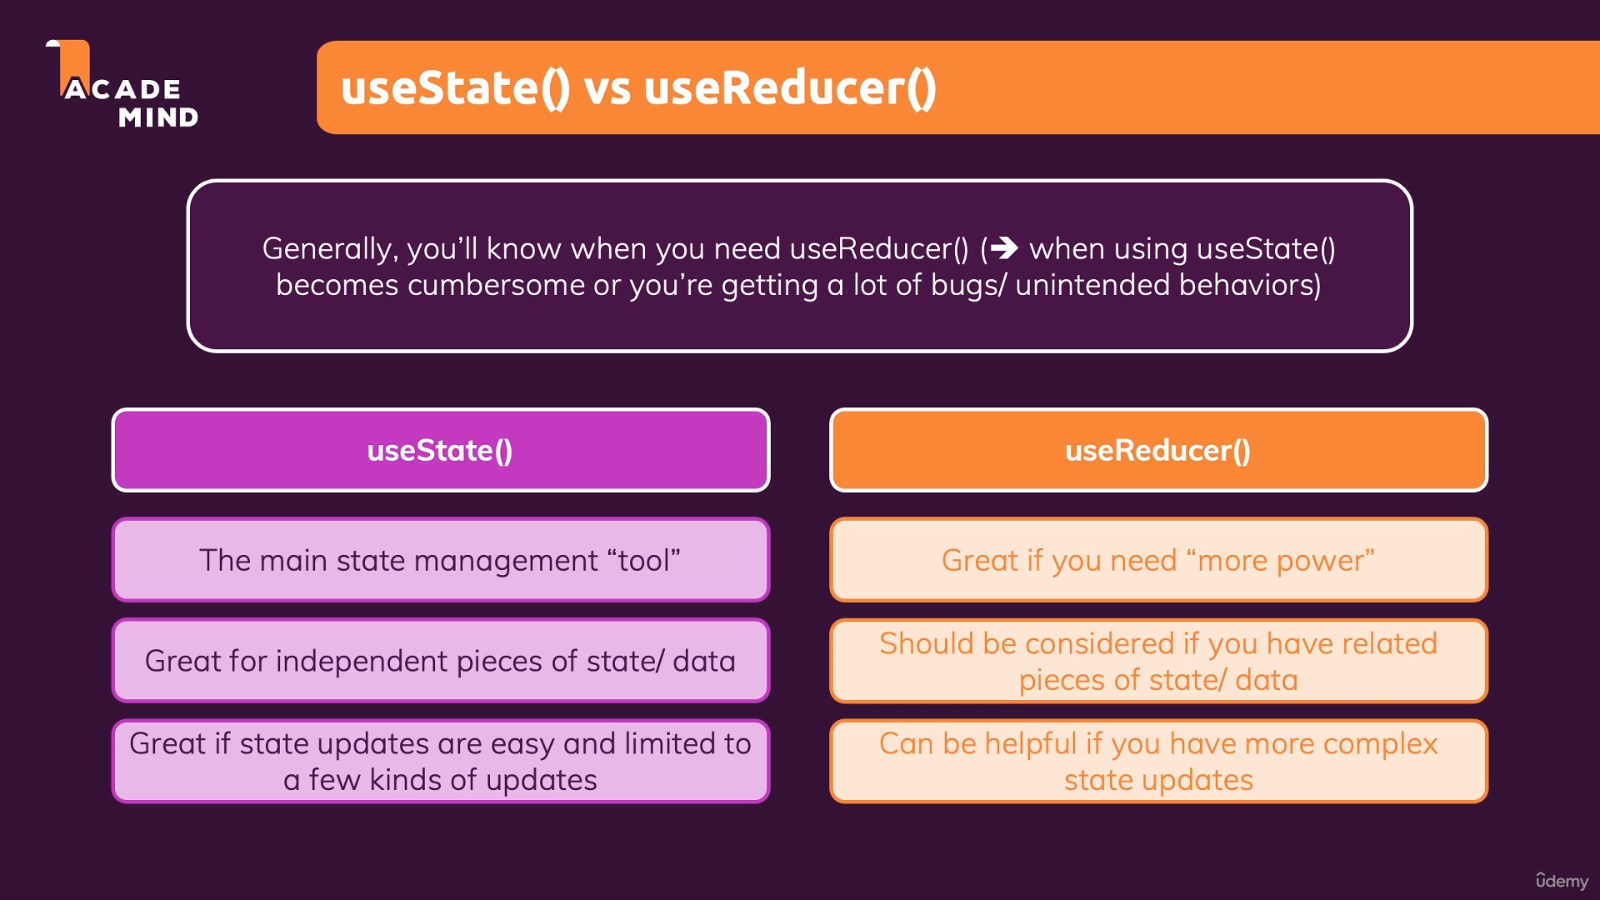 ACADE
MIND
useState() vs useReducer()
Generally, you’ll know when you need useReducer() (➔ when using useState()
becomes cumbersome or you’re getting a lot of bugs/ unintended behaviors)
useState()
The main state management “tool”
Great for independent pieces of state/ data
Great if state updates are easy and limited to
a few kinds of updates
useReducer()
Great if you need “more power”
Should be considered if you have related
pieces of state/ data
Can be helpful if you have more complex
state updates
udemy